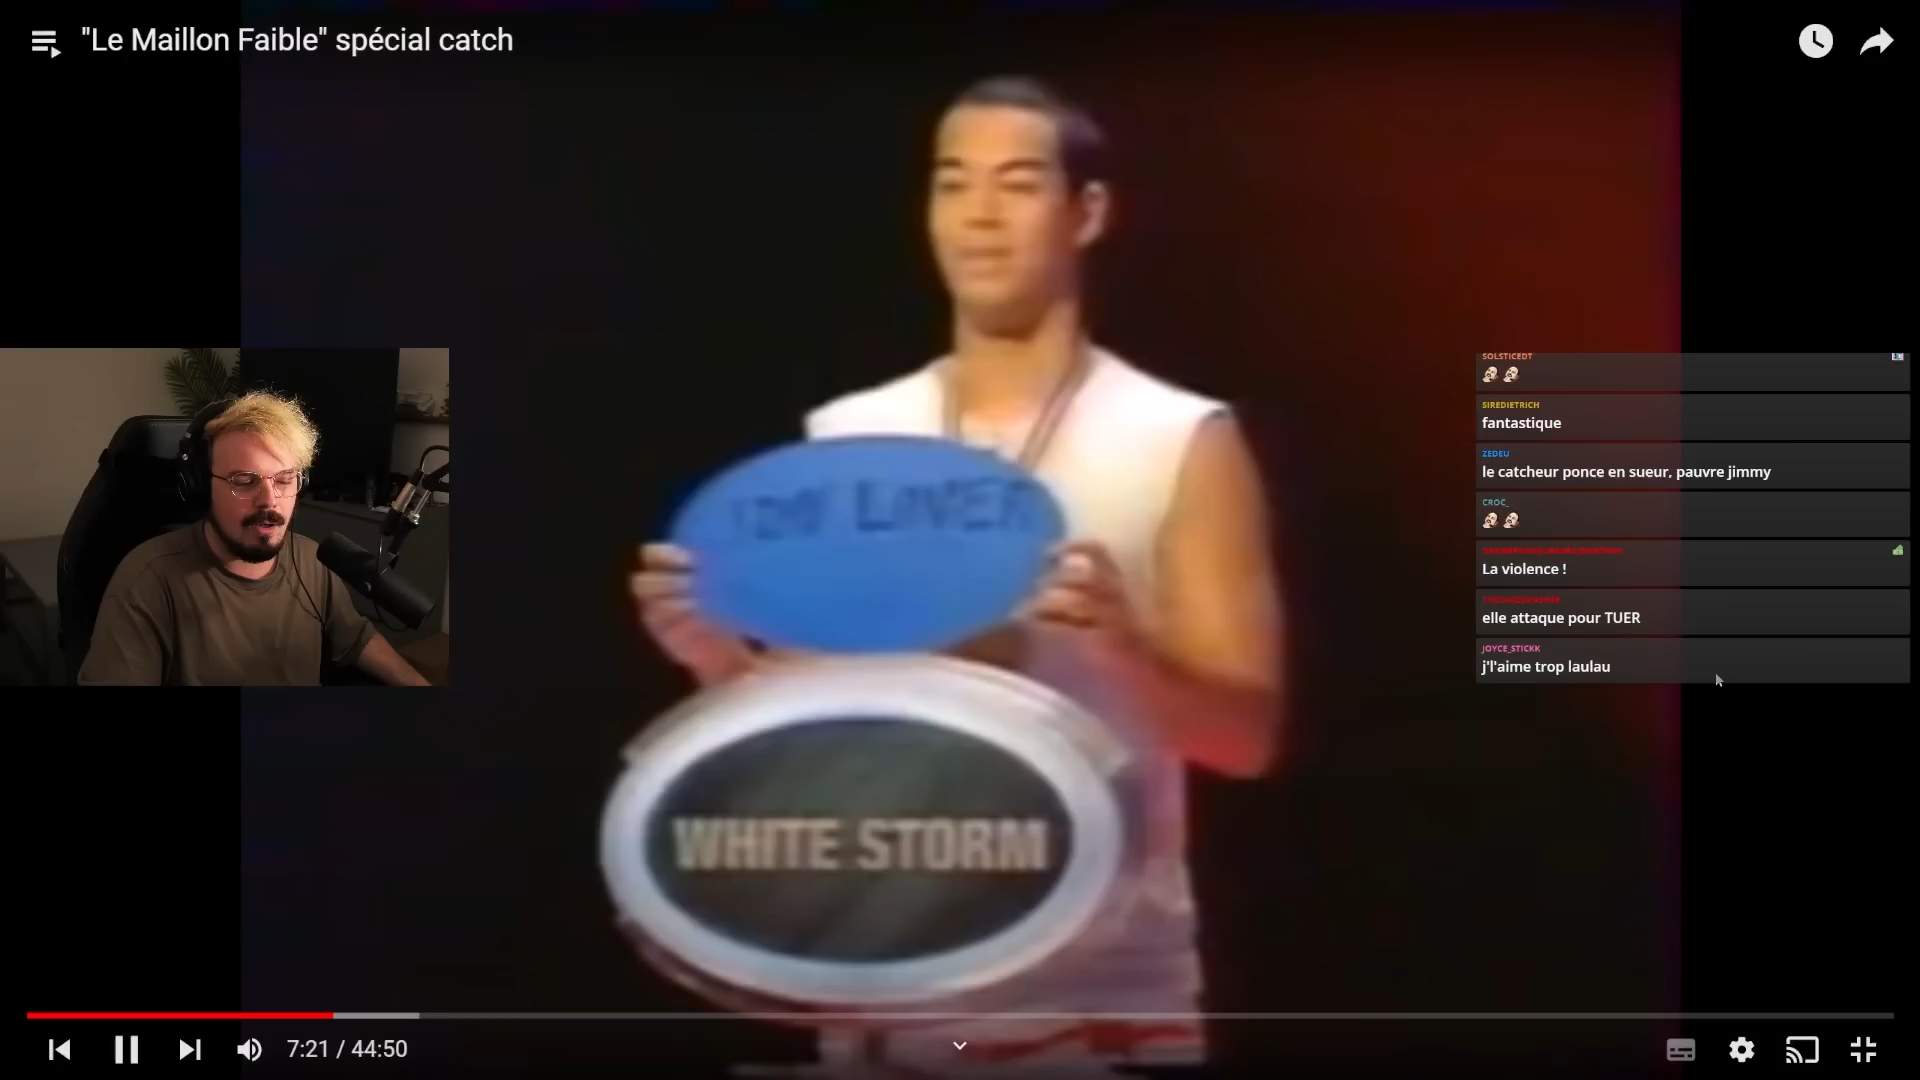 "Le Maillon Faible" spécial catch
LOVER
WHITE STORM
SOLSTICEDT
SIREDIETRICH
fantastique
ZEDEU
le catcheur ponce en sueur, pauvre jimmy
CROC_
La violence !
elle attaque pour TUER
JOYCE_STICKK
j'l'aime trop laulau
7:21 / 44:50